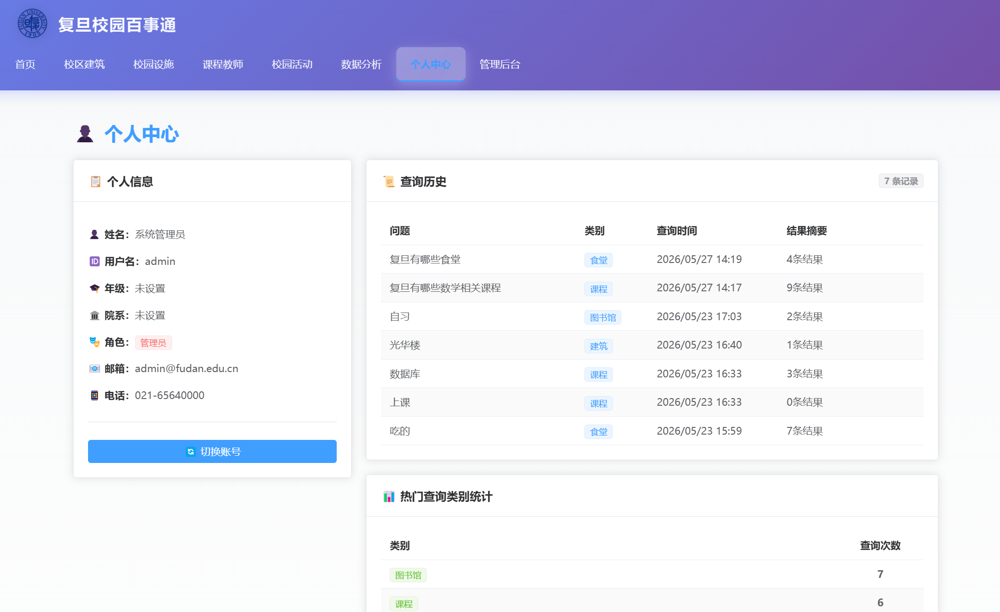 FUDAN UNIVERSITY
1905
复旦校园百事通
首页 校区建筑 校园设施 课程教师 校园活动 数据分析 个人中心 管理后台
个人中心
个人信息
姓名： 系统管理员
ID 用户名： admin
年级： 未设置
院系： 未设置
角色： 管理员
邮箱： admin@fudan.edu.cn
电话： 021-65640000
切换账号
查询历史 7 条记录
问题 类别 查询时间 结果摘要
复旦有哪些食堂 食堂 2026/05/27 14:19 4条结果
复旦有哪些数学相关课程 课程 2026/05/27 14:17 9条结果
自习 图书馆 2026/05/23 17:03 2条结果
光华楼 建筑 2026/05/23 16:40 1条结果
数据库 课程 2026/05/23 16:33 3条结果
上课 课程 2026/05/23 16:33 0条结果
吃的 食堂 2026/05/23 15:59 7条结果
热门查询类别统计
类别 查询次数
图书馆 7
课程 6